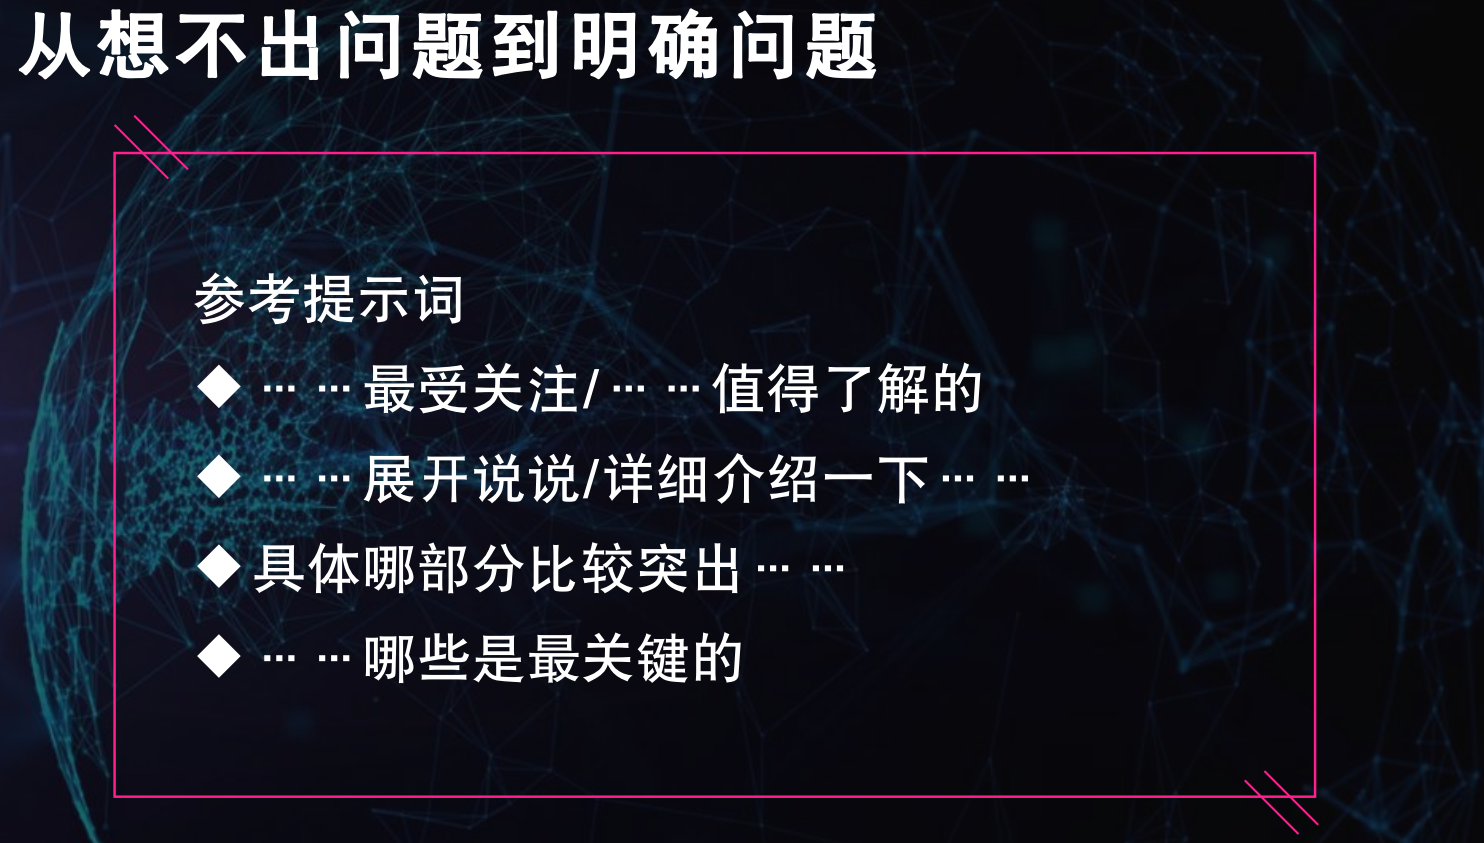 从想不出问题到明确问题
参考提示词
◆ … …最受关注/… …值得了解的
◆ … …展开说说/详细介绍一下… …
◆ 具体哪部分比较突出… …
◆ … …哪些是最关键的